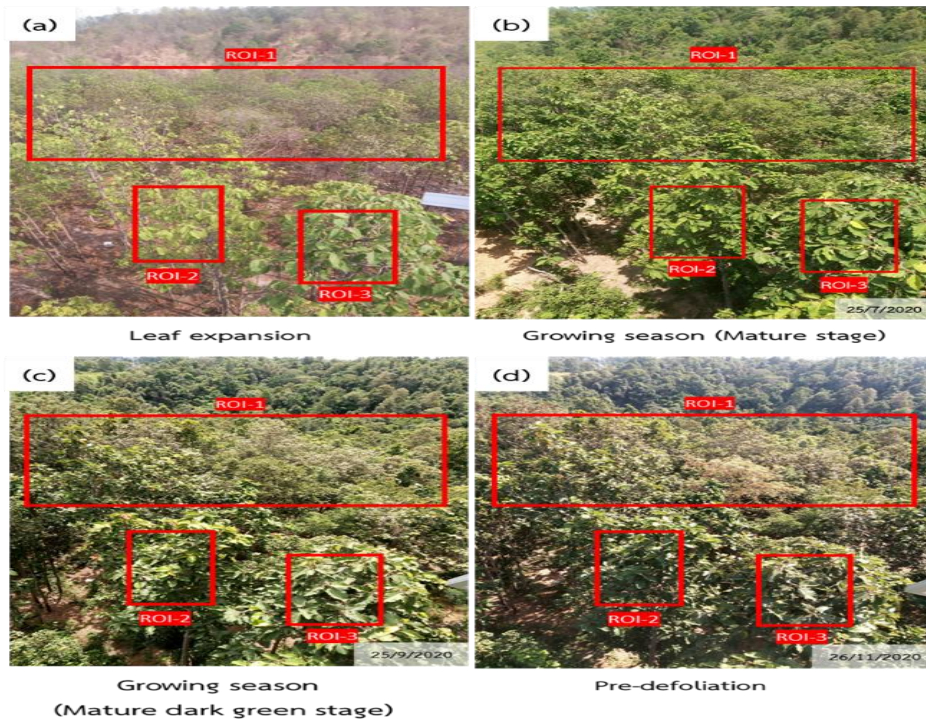 (a)
ROI-1
ROI-2
ROI-3
Leaf expansion
(b)
ROI-1
ROI-2
ROI-3
25/7/2020
Growing season (Mature stage)
(c)
ROI-1
ROI-2
ROI-3
25/9/2020
Growing season
(Mature dark green stage)
(d)
ROI-1
ROI-2
ROI-3
26/11/2020
Pre-defoliation